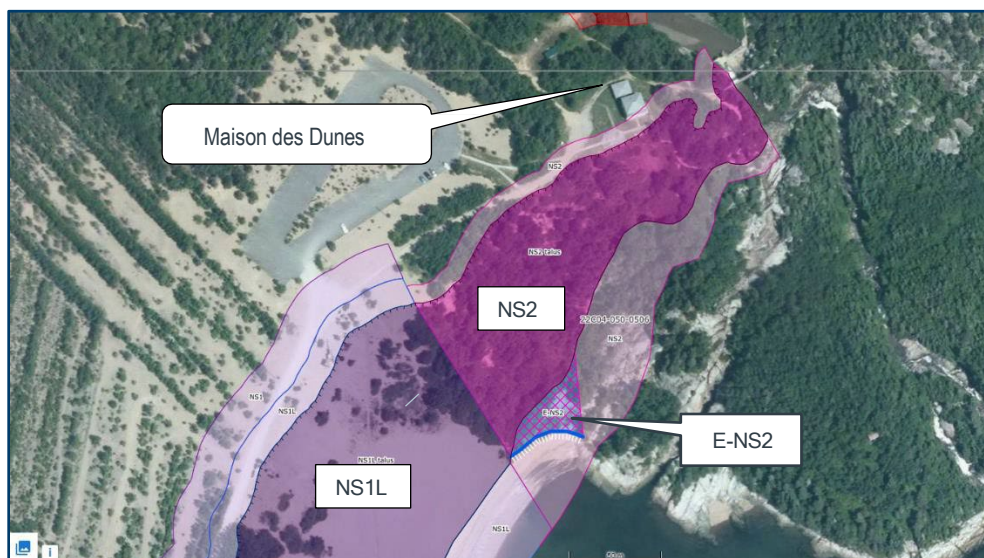 Maison des Dunes
NS2
NS2 talus
NS2
22C04-050-0506
NS2
NS1
NS1L
E-NS2
E-NS2
NS1L talus
NS1L
NS1L
50 m
i